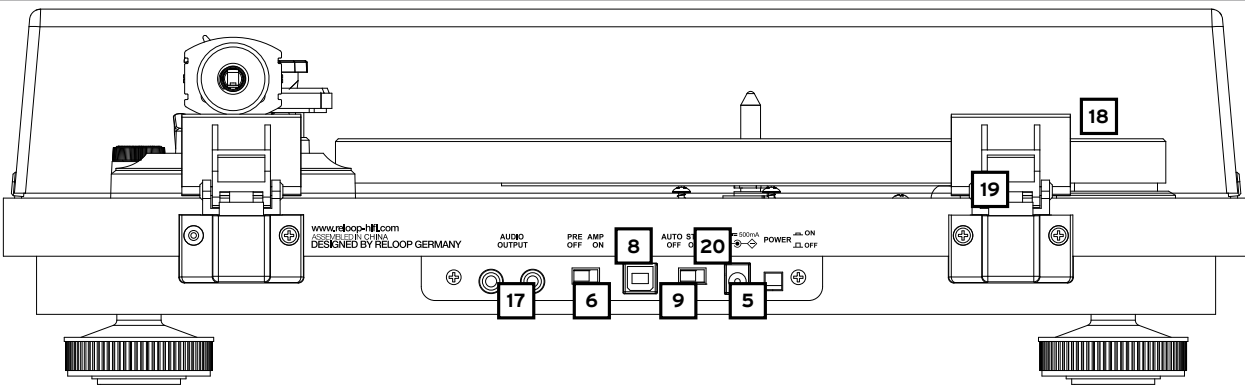 18
19
www.reloop-hifi.com
ASSEMBLED IN CHINA
DESIGNED BY RELOOP GERMANY
AUDIO
OUTPUT
PRE AMP
OFF ON
8
AUTO
OFF
20
500mA
POWER
ON
OFF
17
6
9
5